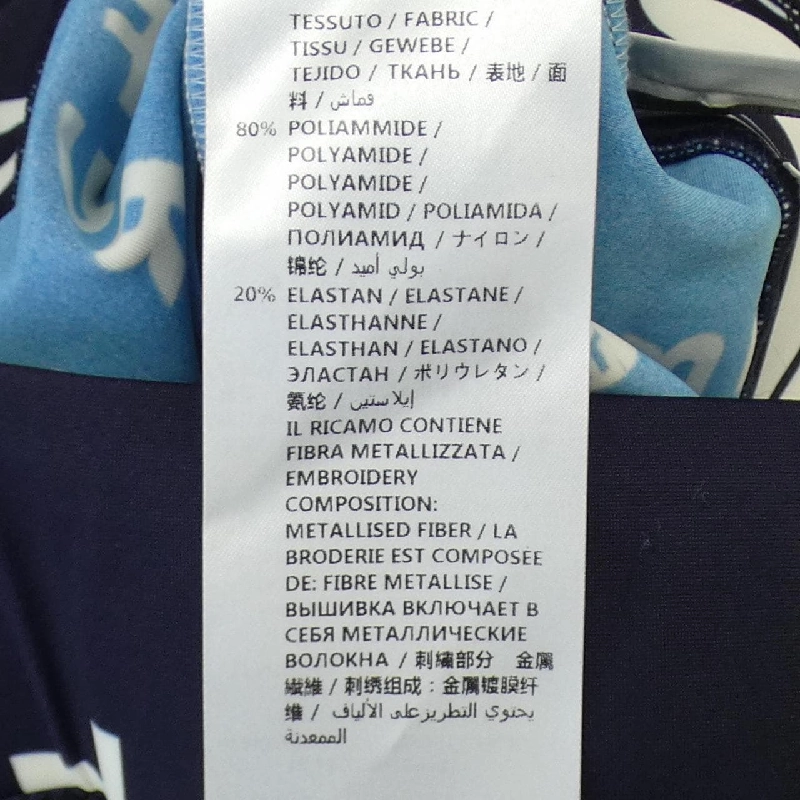 TESSUTO / FABRIC /
TISSU / GEWEBE /
TEJIDO / ТКАНЬ / 表地 / 面
料 / قماش
80% POLIAMMIDE /
POLYAMIDE /
POLYAMIDE /
POLYAMID / POLIAMIDA /
ПОЛИАМИД / ナイロン /
锦纶 / بولي أميد
20% ELASTAN / ELASTANE /
ELASTHANNE /
ELASTHAN / ELASTANO /
ЭЛАСТАН / ポリウレタン /
氨纶 / إيلاستين
IL RICAMO CONTIENE
FIBRA METALLIZZATA /
EMBROIDERY
COMPOSITION:
METALLISED FIBER / LA
BRODERIE EST COMPOSÉE
DE: FIBRE METALLISE /
ВЫШИВКА ВКЛЮЧАЕТ В
СЕБЯ МЕТАЛЛИЧЕСКИЕ
ВОЛОКНА / 刺繍部分 金属
繊維 / 刺绣组成：金属镀膜纤
维 / يحتوي التطريزعلى الألياف
الممعدنة